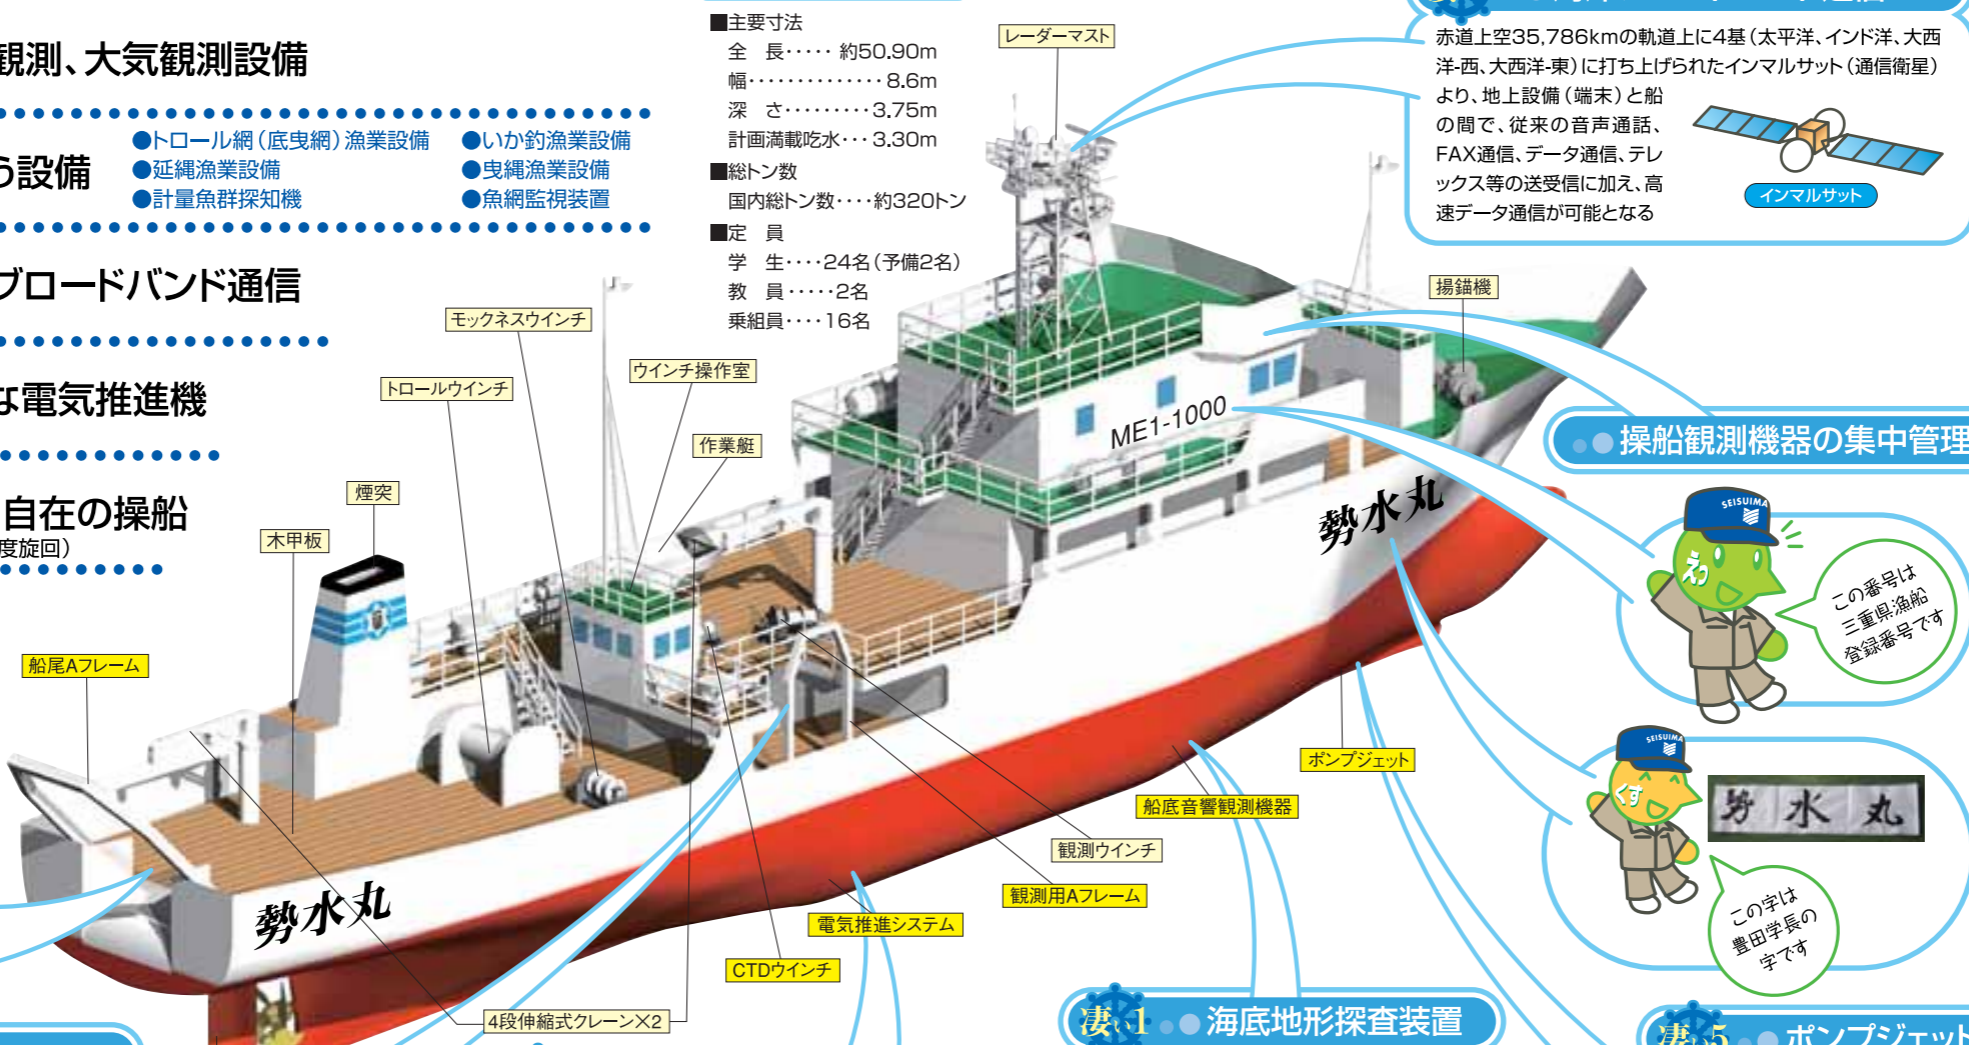 観測、大気観測設備
う設備
●トロール網(底曳網)漁業設備
●いか釣漁業設備
●延縄漁業設備
●曳縄漁業設備
●計量魚群探知機
●魚網監視装置
ブロードバンド通信
な電気推進機
自在の操船
度旋回)
■主要寸法
全 長・・・・・約50.90m
幅・・・・・・・・・・・・・・8.6m
深 さ・・・・・・・・・3.75m
計画満載吃水・・・3.30m
■総トン数
国内総トン数・・・・約320トン
■定 員
学 生・・・・24名(予備2名)
教 員・・・・・2名
乗組員・・・・16名
赤道上空35,786kmの軌道上に4基(太平洋、インド洋、大西
洋-西、大西洋-東)に打ち上げられたインマルサット(通信衛星)
より、地上設備(端末)と船
の間で、従来の音声通話、
FAX通信、データ通信、テレ
ックス等の送受信に加え、高
速データ通信が可能となる
インマルサット
レーダーマスト
揚錨機
モックネスウインチ
ウインチ操作室
トロールウインチ
作業艇
煙突
木甲板
船尾Aフレーム
ME1-1000
勢水丸
勢水丸
操船観測機器の集中管理
SEISUIMA
えっ
この番号は
三重県漁船
登録番号です
SEISUIMA
くす
勢水丸
この字は
豊田学長の
字です
ポンプジェット
船底音響観測機器
観測ウインチ
観測用Aフレーム
電気推進システム
CTDウインチ
4段伸縮式クレーン×2
凄い1 海底地形探査装置
凄い5 ポンプジェット